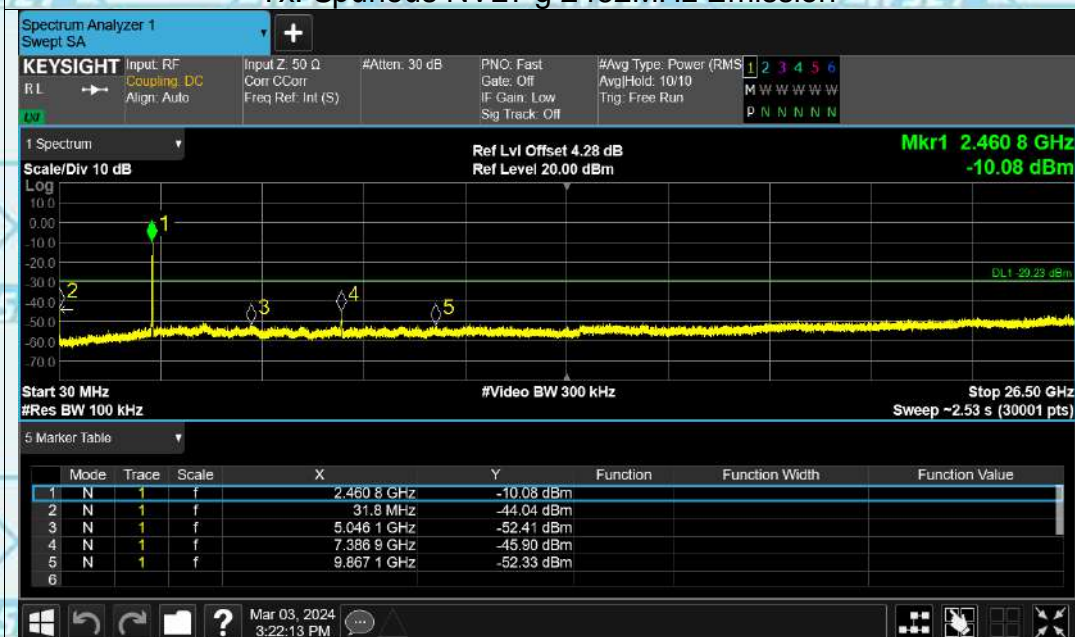 Tx. Spurious NVLT g 2462MHz Emission
Spectrum Analyzer 1
Swept SA
KEYSIGHT
RL
LXI
Input: RF
Coupling: DC
Align: Auto
Input Z: 50 Ω
Corr CCorr
Freq Ref: Int (S)
#Atten: 30 dB
PNO: Fast
Gate: Off
IF Gain: Low
Sig Track: Off
#Avg Type: Power (RMS
Avg|Hold: 10/10
Trig: Free Run
1 2 3 4 5 6
M W W W W W
P N N N N N
1 Spectrum
Scale/Div 10 dB
Ref Lvl Offset 4.28 dB
Ref Level 20.00 dBm
Mkr1 2.460 8 GHz
-10.08 dBm
Log
10.0
0.00
-10.0
-20.0
-30.0
-40.0
-50.0
-60.0
-70.0
1
2
3
4
5
DL1 -29.23 dBm
Start 30 MHz
#Video BW 300 kHz
Stop 26.50 GHz
#Res BW 100 kHz
Sweep ~2.53 s (30001 pts)
5 Marker Table
Mode Trace Scale X Y Function Function Width Function Value
1 N 1 f 2.460 8 GHz -10.08 dBm
2 N 1 f 31.8 MHz -44.04 dBm
3 N 1 f 5.046 1 GHz -52.41 dBm
4 N 1 f 7.386 9 GHz -45.90 dBm
5 N 1 f 9.867 1 GHz -52.33 dBm
6
?
Mar 03, 2024
3:22:13 PM